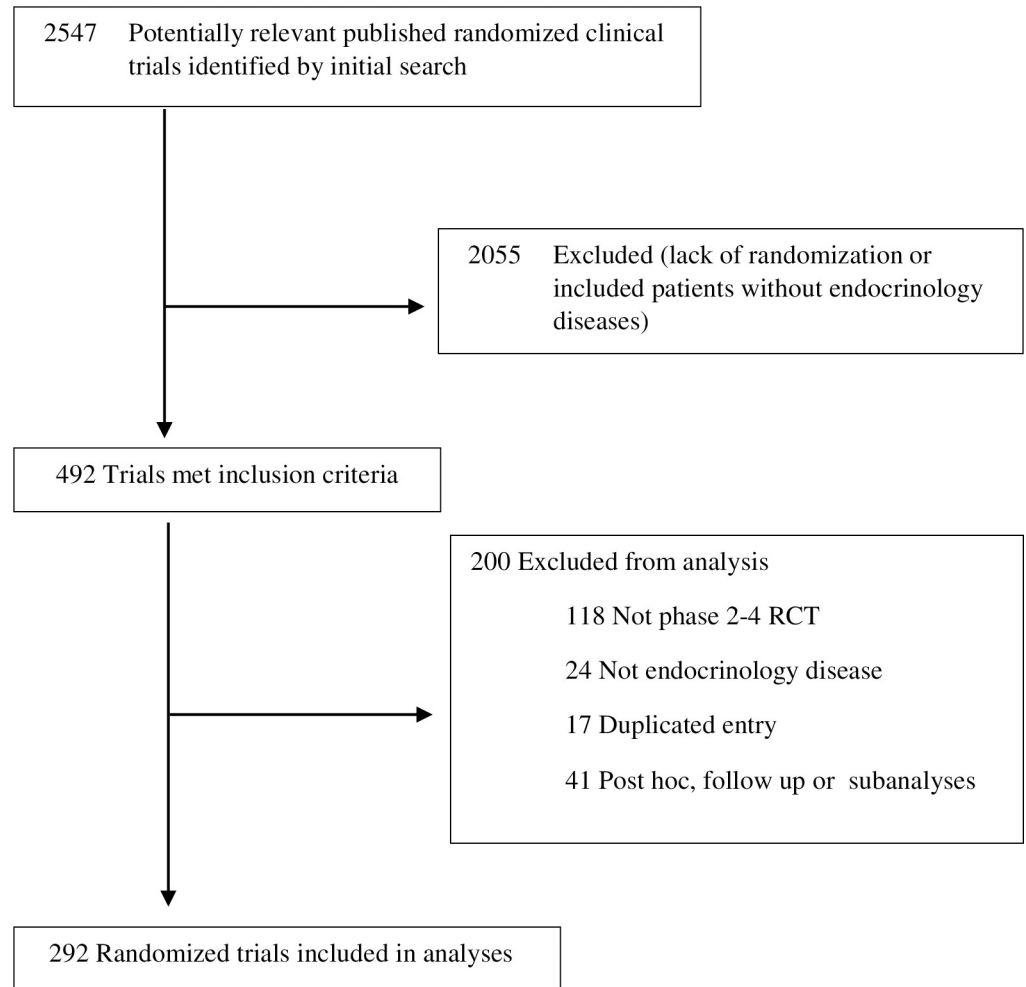 2547 Potentially relevant published randomized clinical
trials identified by initial search
2055 Excluded (lack of randomization or
included patients without endocrinology
diseases)
492 Trials met inclusion criteria
200 Excluded from analysis
118 Not phase 2-4 RCT
24 Not endocrinology disease
17 Duplicated entry
41 Post hoc, follow up or subanalyses
292 Randomized trials included in analyses